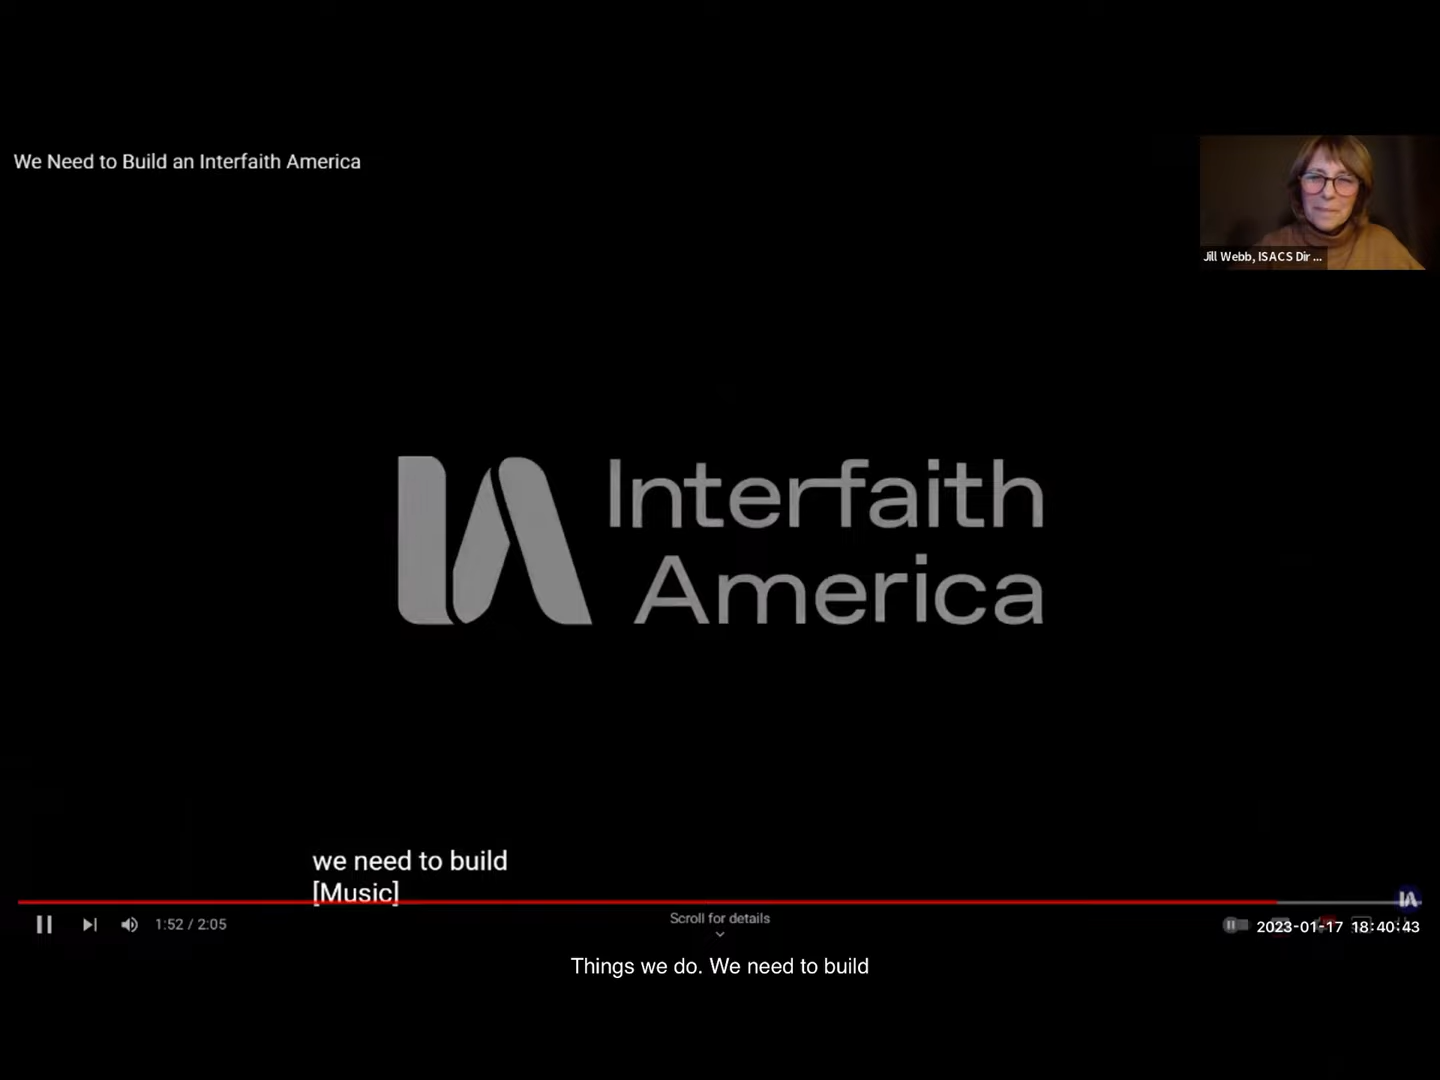 We Need to Build an Interfaith America
Jill Webb, ISACS Dir ...
IA Interfaith
America
we need to build
[Music]
1:52 / 2:05
Scroll for details
IA
2023-01-17 18:40:43
Things we do. We need to build